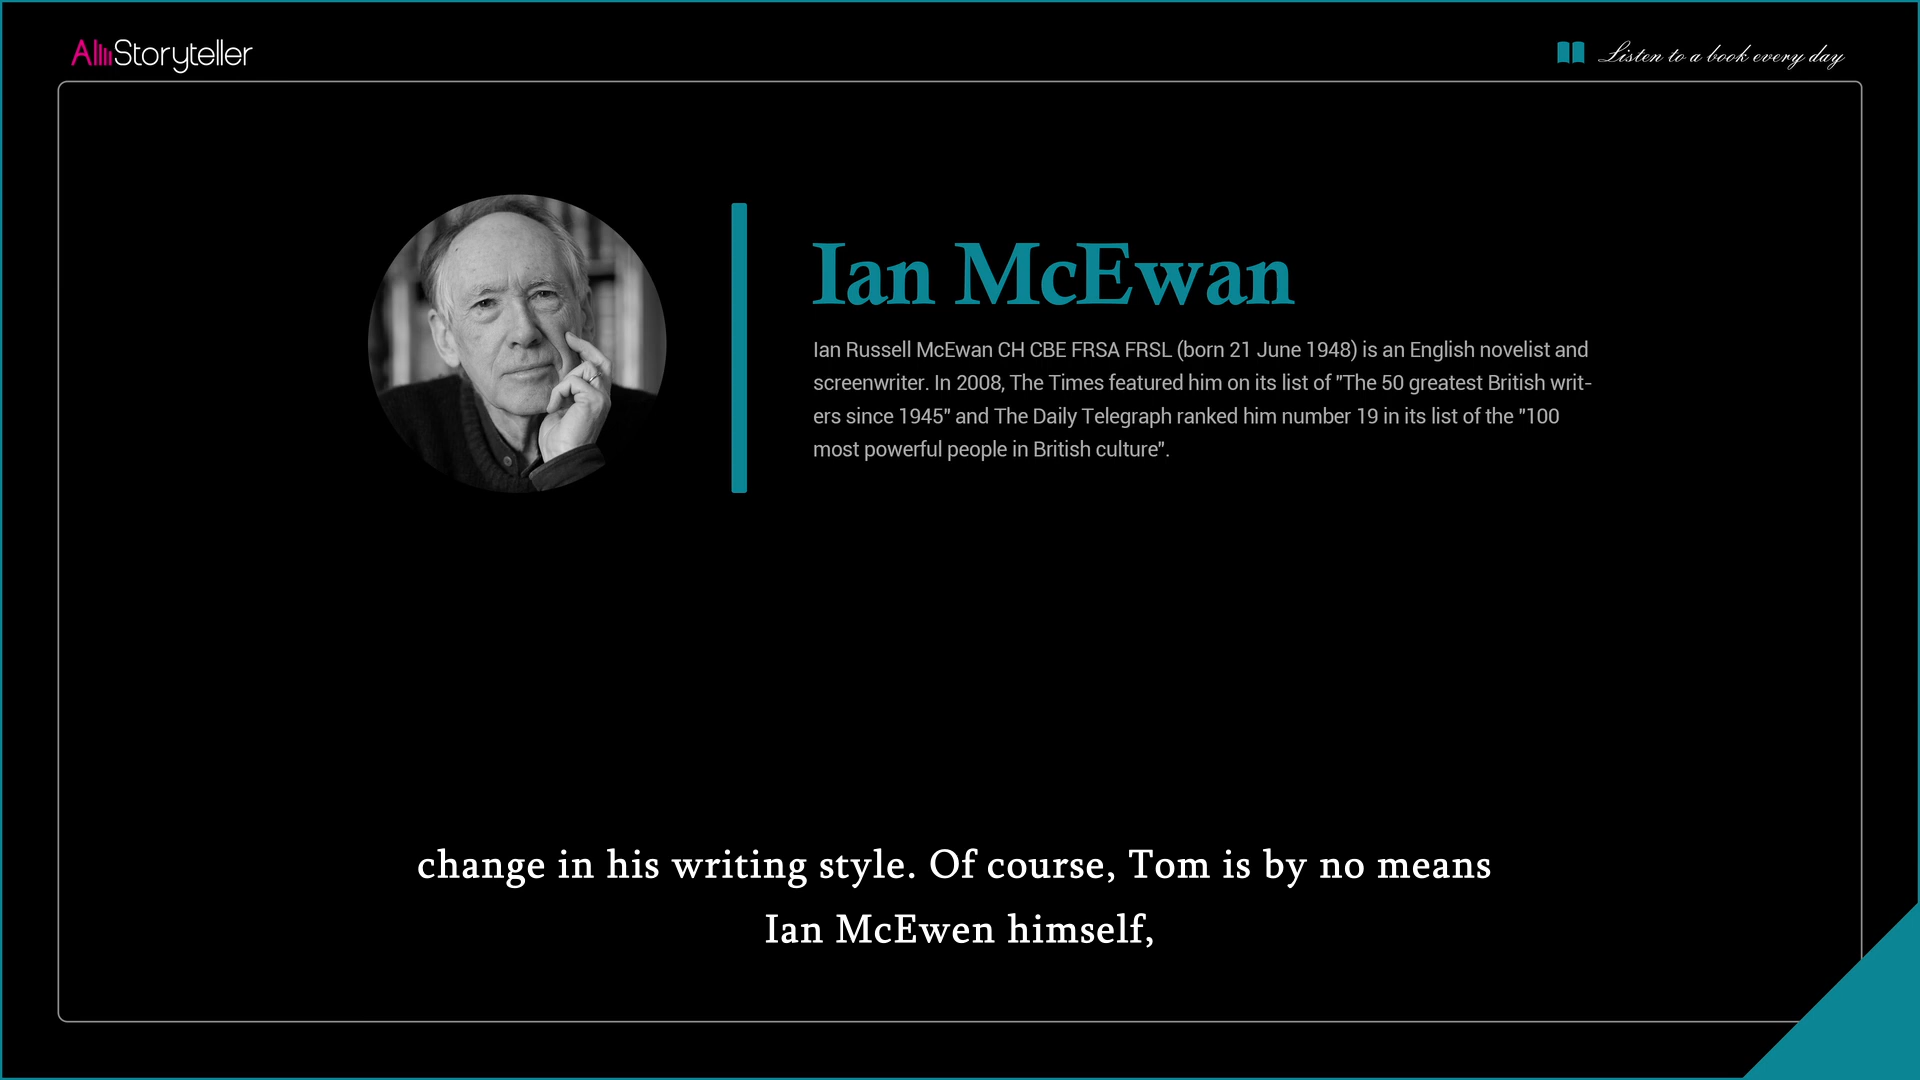 AllStoryteller
Listen to a book every day
Ian McEwan
Ian Russell McEwan CH CBE FRSA FRSL (born 21 June 1948) is an English novelist and
screenwriter. In 2008, The Times featured him on its list of "The 50 greatest British writ-
ers since 1945" and The Daily Telegraph ranked him number 19 in its list of the "100
most powerful people in British culture".
change in his writing style. Of course, Tom is by no means
Ian McEwen himself,